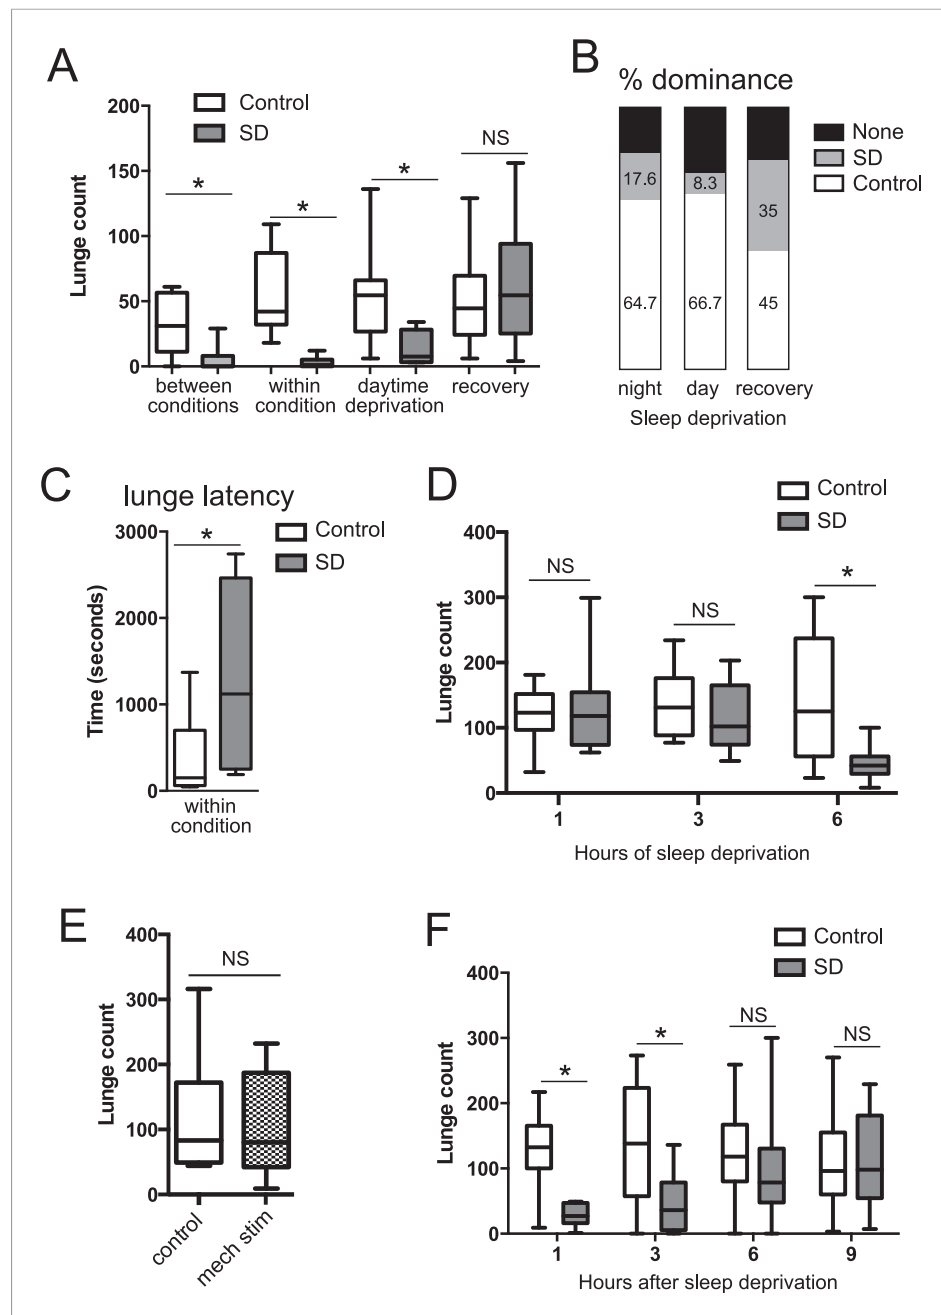 A
Control
SD
200
150
100
50
0
Lunge count
*
*
*
NS
between
conditions
within
condition
daytime
deprivation
recovery
B
% dominance
None
SD
Control
17.6
8.3
35
64.7
66.7
45
night day recovery
Sleep deprivation
C
lunge latency
Control
SD
3000
2000
1000
0
Time (seconds)
*
within
condition
D
Control
SD
400
300
200
100
0
Lunge count
NS
NS
*
1 3 6
Hours of sleep deprivation
E
400
300
200
100
0
Lunge count
NS
control
mech stim
F
Control
SD
400
300
200
100
0
Lunge count
*
*
NS
NS
1 3 6 9
Hours after sleep deprivation